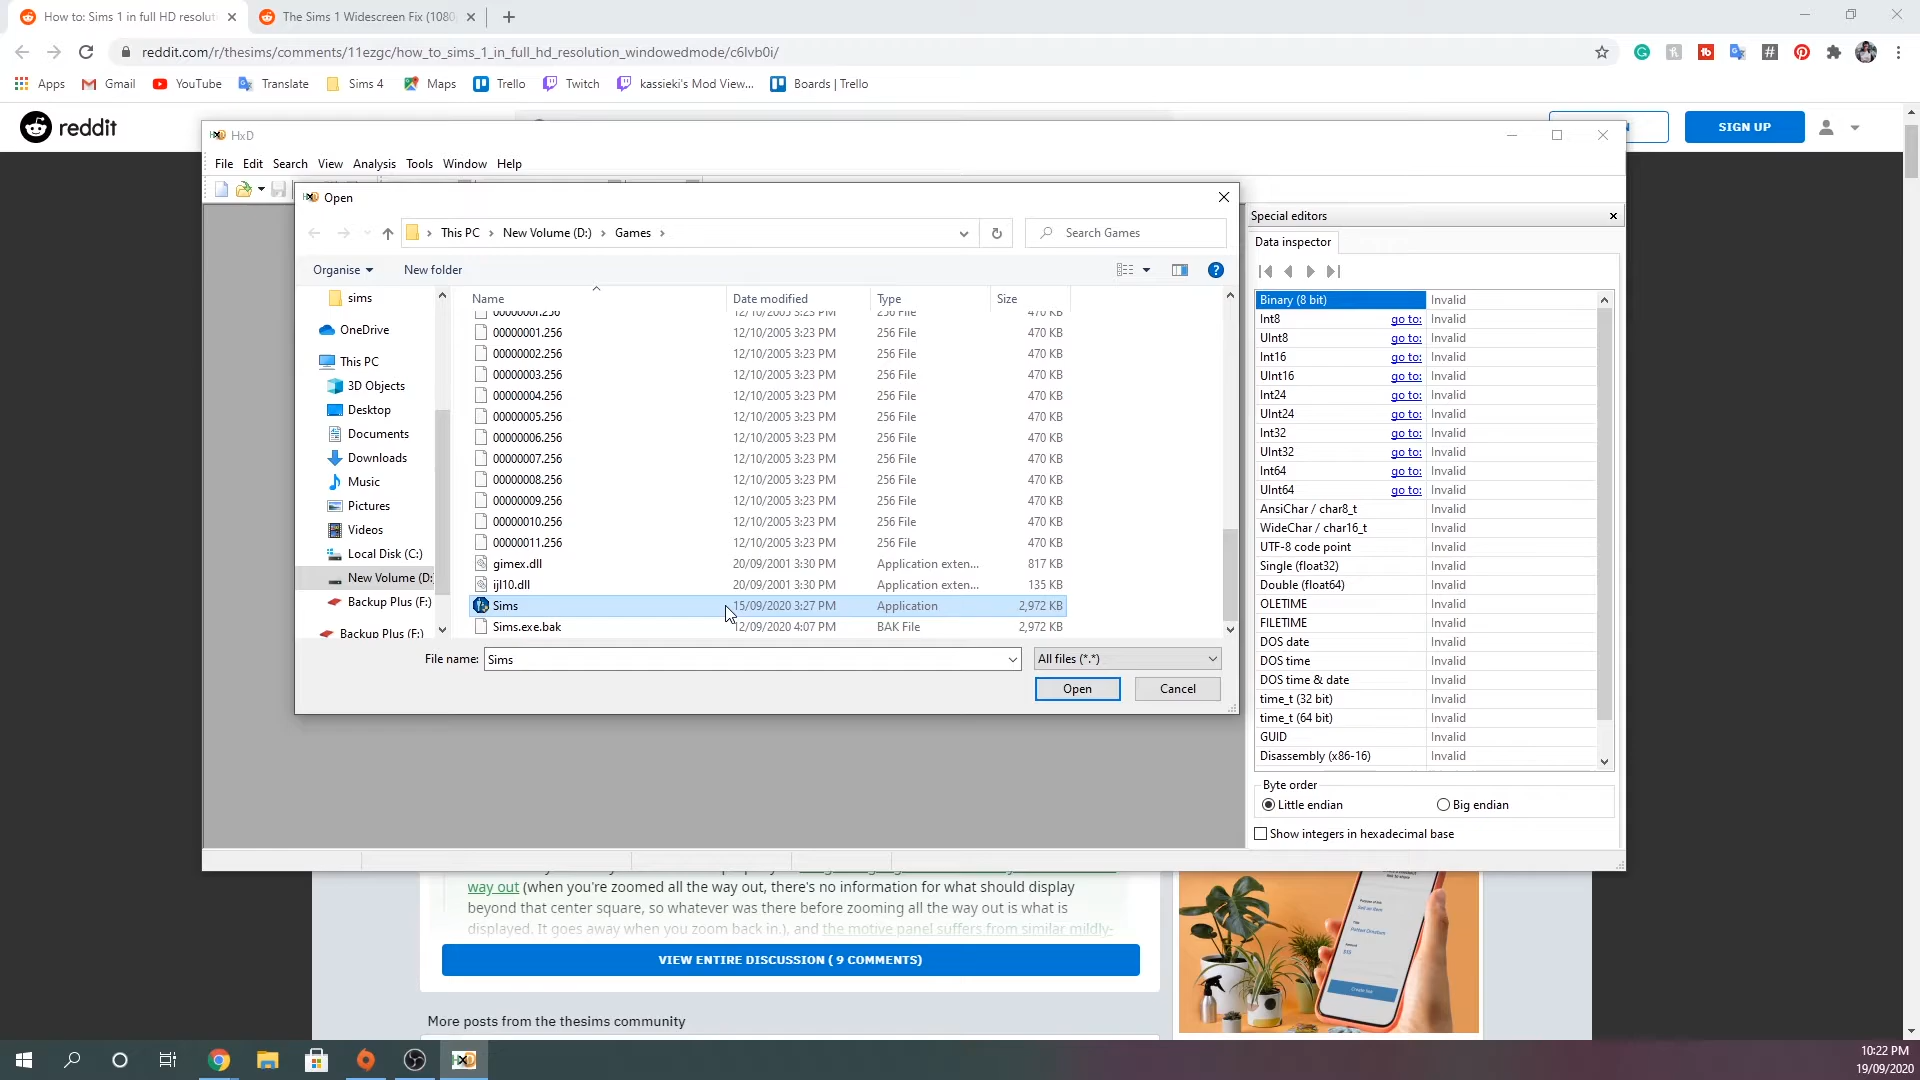 How to: Sims 1 in full HD resoluti
The Sims 1 Widescreen Fix (1080p
reddit.com/r/thesims/comments/11ezgc/how_to_sims_1_in_full_hd_resolution_windowedmode/c6lvb0i/
Apps Gmail YouTube Translate Sims 4 Maps Trello Twitch kassieki's Mod View... Boards | Trello
reddit SIGN UP
HxD
File Edit Search View Analysis Tools Window Help
Open
This PC > New Volume (D:) > Games >
Search Games
Organise New folder
Name Date modified Type Size
00000001.256 12/10/2005 3:23 PM 256 File 470 KB
00000002.256 12/10/2005 3:23 PM 256 File 470 KB
00000003.256 12/10/2005 3:23 PM 256 File 470 KB
00000004.256 12/10/2005 3:23 PM 256 File 470 KB
00000005.256 12/10/2005 3:23 PM 256 File 470 KB
00000006.256 12/10/2005 3:23 PM 256 File 470 KB
00000007.256 12/10/2005 3:23 PM 256 File 470 KB
00000008.256 12/10/2005 3:23 PM 256 File 470 KB
00000009.256 12/10/2005 3:23 PM 256 File 470 KB
00000010.256 12/10/2005 3:23 PM 256 File 470 KB
00000011.256 12/10/2005 3:23 PM 256 File 470 KB
gimex.dll 20/09/2001 3:30 PM Application exten... 817 KB
ijl10.dll 20/09/2001 3:30 PM Application exten... 135 KB
Sims 15/09/2020 3:27 PM Application 2,972 KB
Sims.exe.bak 12/09/2020 4:07 PM BAK File 2,972 KB
sims
OneDrive
This PC
3D Objects
Desktop
Documents
Downloads
Music
Pictures
Videos
Local Disk (C:)
New Volume (D:
Backup Plus (F:)
Backup Plus (F:)
File name: Sims
All files (*.*)
Open Cancel
Special editors
Data inspector
Binary (8 bit) Invalid
Int8 go to: Invalid
UInt8 go to: Invalid
Int16 go to: Invalid
UInt16 go to: Invalid
Int24 go to: Invalid
UInt24 go to: Invalid
Int32 go to: Invalid
UInt32 go to: Invalid
Int64 go to: Invalid
UInt64 go to: Invalid
AnsiChar / char8_t Invalid
WideChar / char16_t Invalid
UTF-8 code point Invalid
Single (float32) Invalid
Double (float64) Invalid
OLETIME Invalid
FILETIME Invalid
DOS date Invalid
DOS time Invalid
DOS time & date Invalid
time_t (32 bit) Invalid
time_t (64 bit) Invalid
GUID Invalid
Disassembly (x86-16) Invalid
Byte order
Little endian Big endian
Show integers in hexadecimal base
way out (when you're zoomed all the way out, there's no information for what should display
beyond that center square, so whatever was there before zooming all the way out is what is
displayed. It goes away when you zoom back in.), and the motive panel suffers from similar mildly-
VIEW ENTIRE DISCUSSION ( 9 COMMENTS)
More posts from the thesims community
10:22 PM
19/09/2020